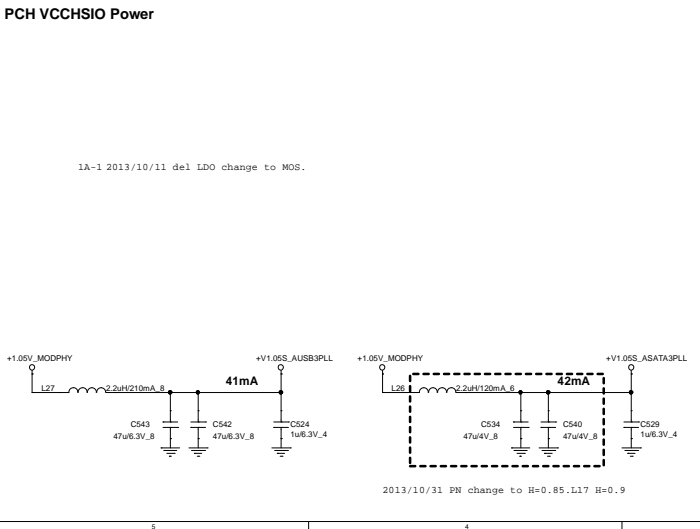 PCH VCCHSIO Power
1A-1 2013/10/11 del LDO change to MOS.
+1.05V_MODPHY
+V1.05S_AUSB3PLL
L27
2.2uH/210mA_8
41mA
C543
47u/6.3V_8
C542
47u/6.3V_8
C524
1u/6.3V_4
+1.05V_MODPHY
+V1.05S_ASATA3PLL
L26
2.2uH/120mA_6
42mA
C534
47u/4V_8
C540
47u/4V_8
C529
1u/6.3V_4
2013/10/31 PN change to H=0.85.L17 H=0.9
5
4